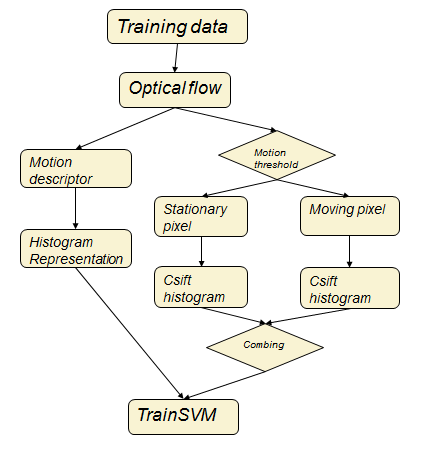 Training data
Optical flow
Motion
descriptor
Motion
threshold
Stationary
pixel
Moving pixel
Histogram
Representation
Csift
histogram
Csift
histogram
Combing
TrainSVM